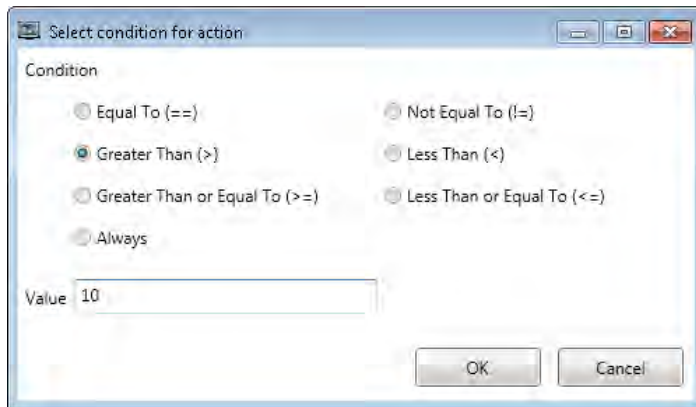 Select condition for action
Condition
Equal To (==)
Not Equal To (!=)
Greater Than (>)
Less Than (<)
Greater Than or Equal To (>=)
Less Than or Equal To (<=)
Always
Value 10
OK Cancel